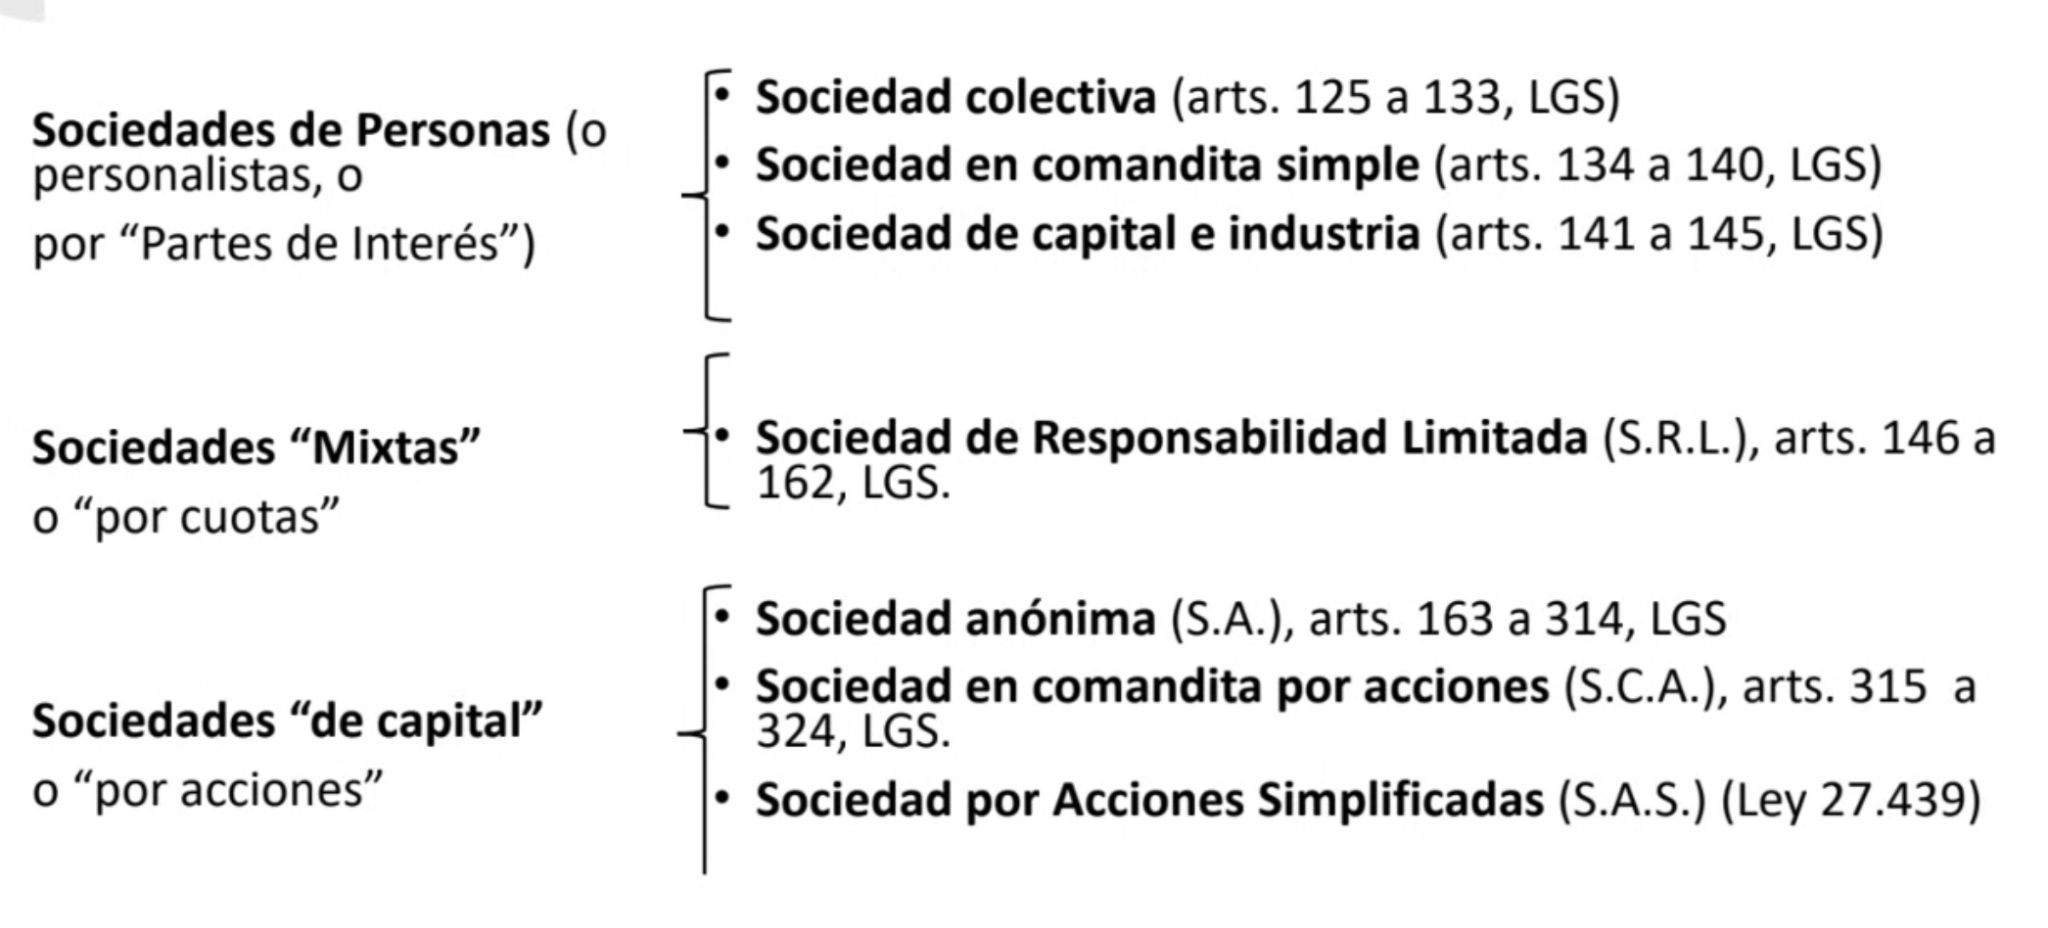 Sociedades de Personas (o
personalistas, o
por “Partes de Interés”)
• Sociedad colectiva (arts. 125 a 133, LGS)
• Sociedad en comandita simple (arts. 134 a 140, LGS)
• Sociedad de capital e industria (arts. 141 a 145, LGS)
Sociedades “Mixtas”
o “por cuotas”
• Sociedad de Responsabilidad Limitada (S.R.L.), arts. 146 a
162, LGS.
Sociedades “de capital”
o “por acciones”
• Sociedad anónima (S.A.), arts. 163 a 314, LGS
• Sociedad en comandita por acciones (S.C.A.), arts. 315 a
324, LGS.
• Sociedad por Acciones Simplificadas (S.A.S.) (Ley 27.439)